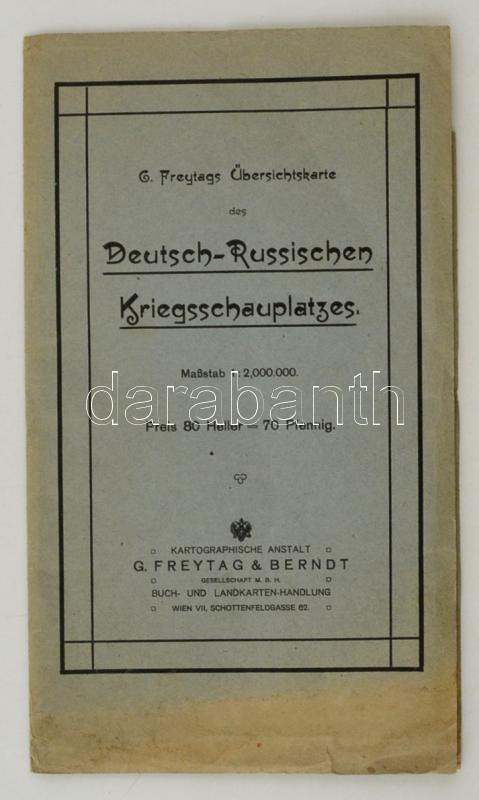 G. Freytags Übersichtskarte
des
Deutsch-Russischen
Kriegsschauplatzes.
Maßstab 1:2,000.000.
darabanth
Preis 80 Heller = 70 Pfennig.
KARTOGRAPHISCHE ANSTALT
G. FREYTAG & BERNDT
GESELLSCHAFT M. B. H.
BUCH- UND LANDKARTEN-HANDLUNG
WIEN VII, SCHOTTENFELDGASSE 62.